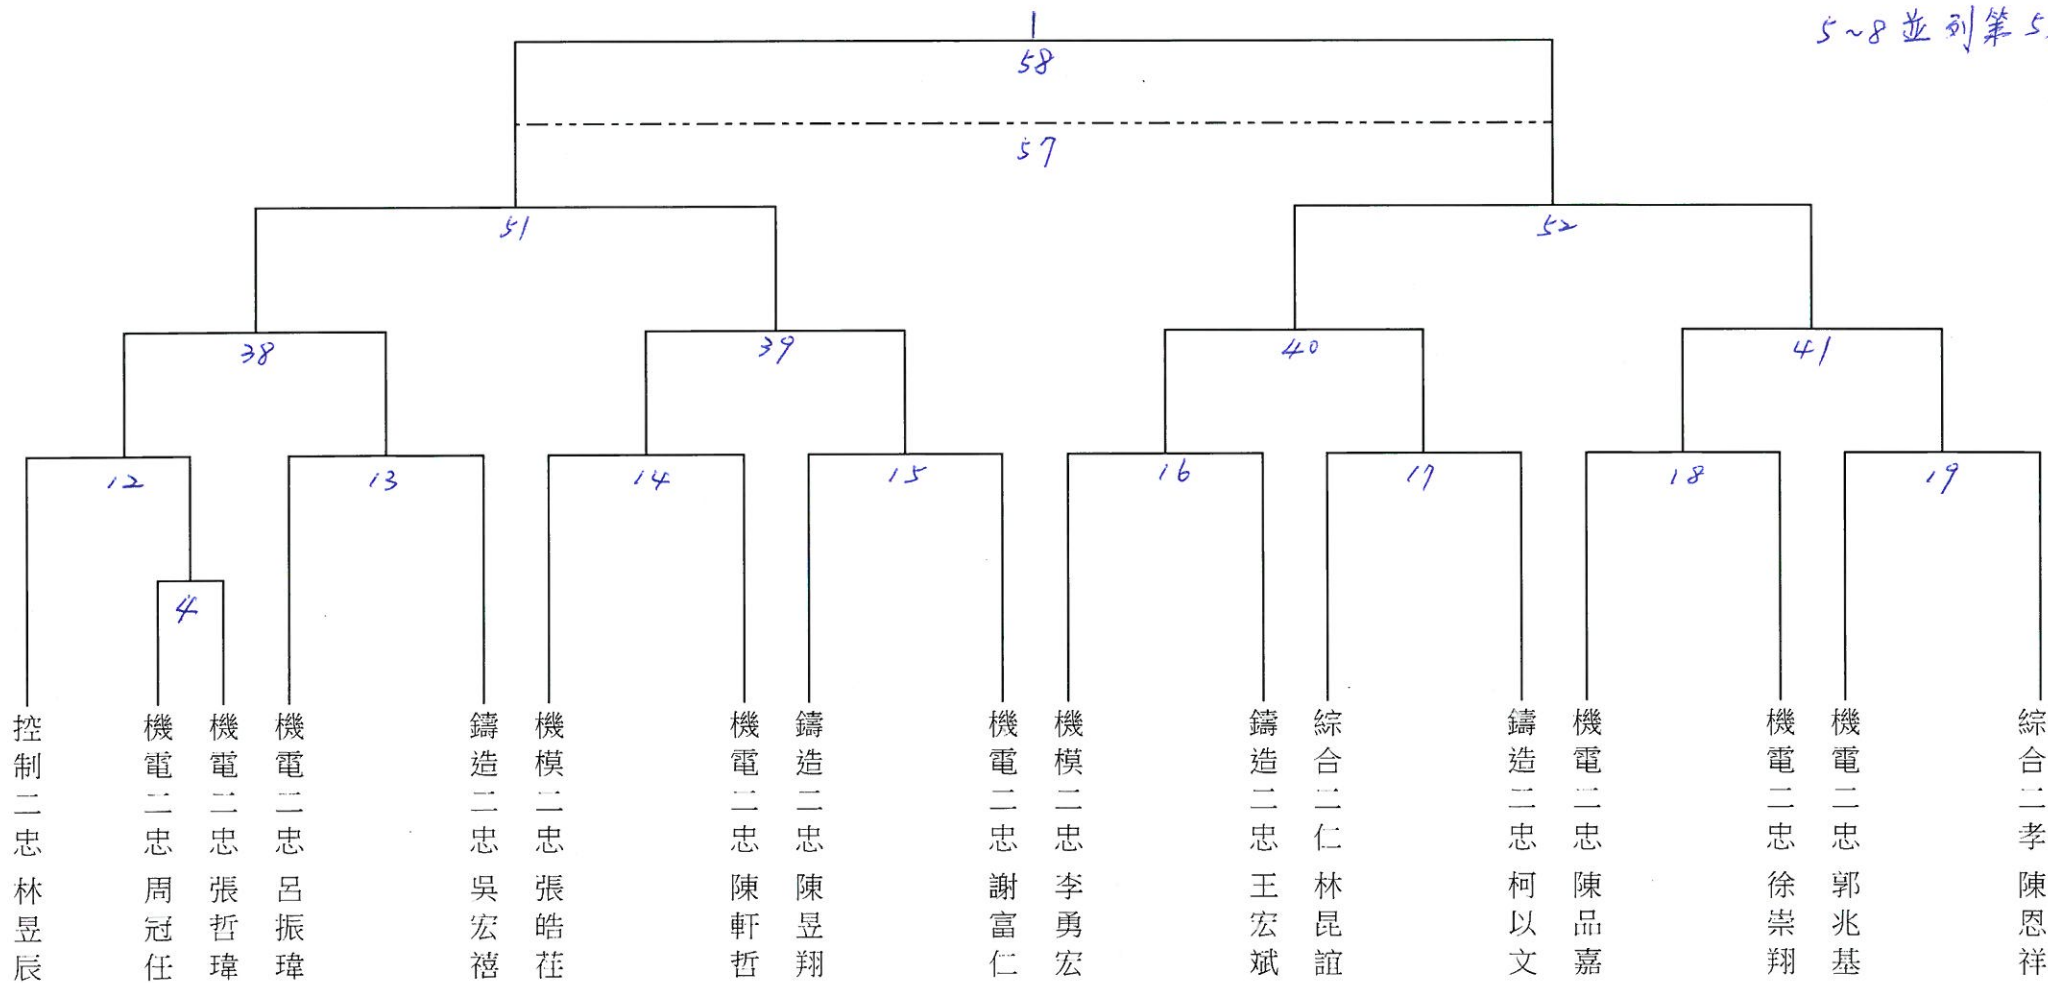 5~8並列第5
58
57
51
52
38
39
40
41
12
13
14
15
16
17
18
19
4
控制二忠 林昱辰
機電二忠 周冠任
機電二忠 張哲瑋
機電二忠 呂振瑋
鑄造二忠 吳宏禧
機模二忠 張皓荏
機電二忠 陳軒哲
鑄造二忠 陳昱翔
機電二忠 謝富仁
機模二忠 李勇宏
鑄造二忠 王宏斌
綜合二仁 林昆誼
鑄造二忠 柯以文
機電二忠 陳品嘉
機電二忠 徐崇翔
機電二忠 郭兆基
綜合二孝 陳恩祥